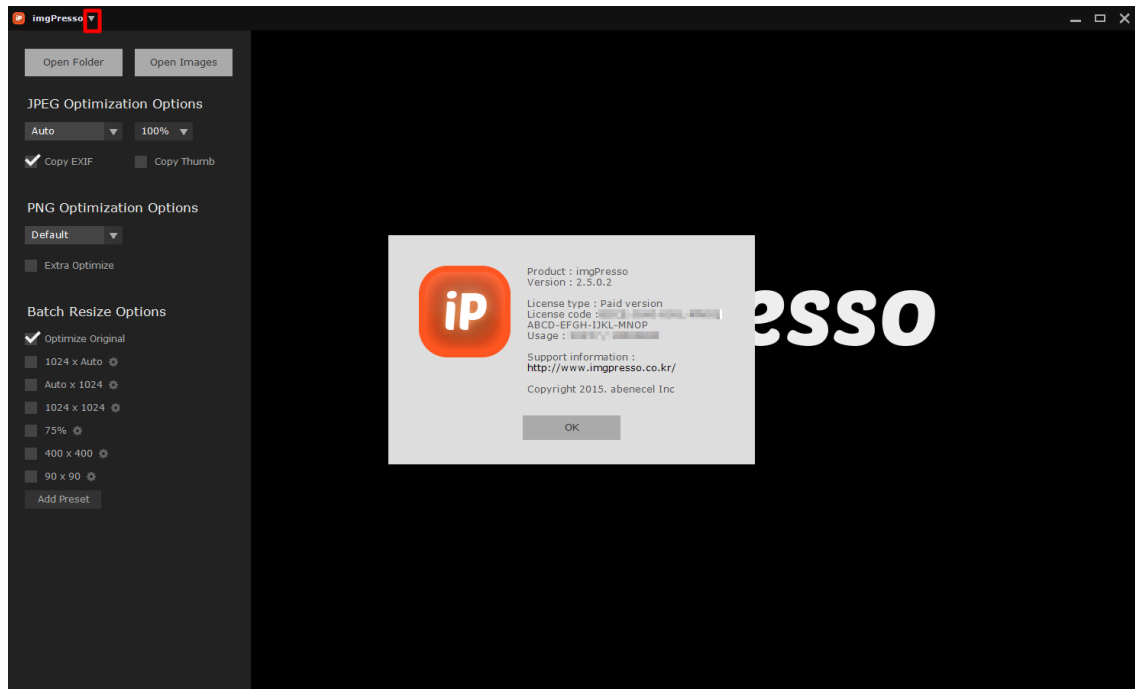 iP imgPresso
Open Folder Open Images
JPEG Optimization Options
Auto 100%
Copy EXIF Copy Thumb
PNG Optimization Options
Default
Extra Optimize
Batch Resize Options
Optimize Original
1024 x Auto
Auto x 1024
1024 x 1024
75%
400 x 400
90 x 90
Add Preset
esso
iP
Product : imgPresso
Version : 2.5.0.2
License type : Paid version
License code :
ABCD-EFGH-IJKL-MNOP
Usage :
Support information :
http://www.imgpresso.co.kr/
Copyright 2015. abenecel Inc
OK